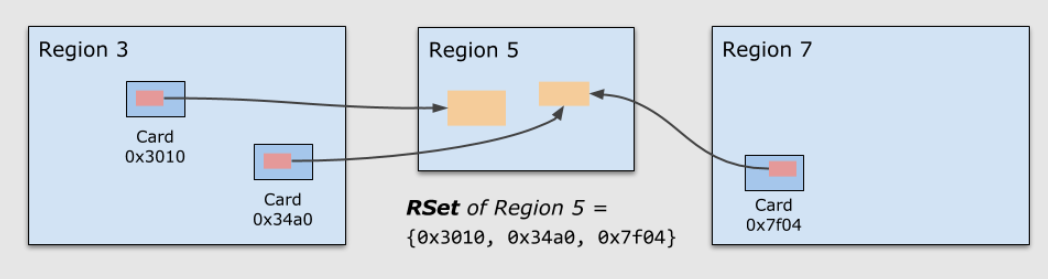 Region 3
Card
0x3010
Card
0x34a0
Region 5
RSet of Region 5 =
{0x3010, 0x34a0, 0x7f04}
Region 7
Card
0x7f04